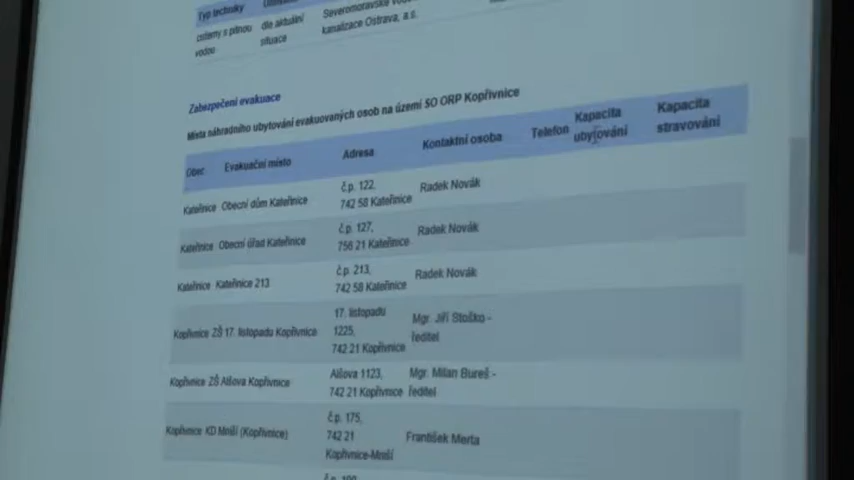 Typ techniky
cisterny s pitnou
vodou
dle aktuální
situace
Severomoravské
kanalizace Ostrava, a.s.
Zabezpečení evakuace
Místa náhradního ubytování evakuovaných osob na území SO ORP Kopřivnice
Obec Evakuační místo Adresa Kontaktní osoba Telefon Kapacita ubytování Kapacita stravování
Kateřinice Obecní dům Kateřinice č.p. 122, 742 58 Kateřinice Radek Novák
Kateřinice Obecní úřad Kateřinice č.p. 127, 756 21 Kateřinice Radek Novák
Kateřinice Kateřinice 213 č.p. 213, 742 58 Kateřinice Radek Novák
Kopřivnice ZŠ 17. listopadu Kopřivnice 17. listopadu 1225, 742 21 Kopřivnice Mgr. Jiří Stoško - ředitel
Kopřivnice ZŠ Alšova Kopřivnice Alšova 1123, 742 21 Kopřivnice Mgr. Milan Bureš - ředitel
Kopřivnice KD Mniší (Kopřivnice) č.p. 175, 742 21 Kopřivnice-Mniší František Merta